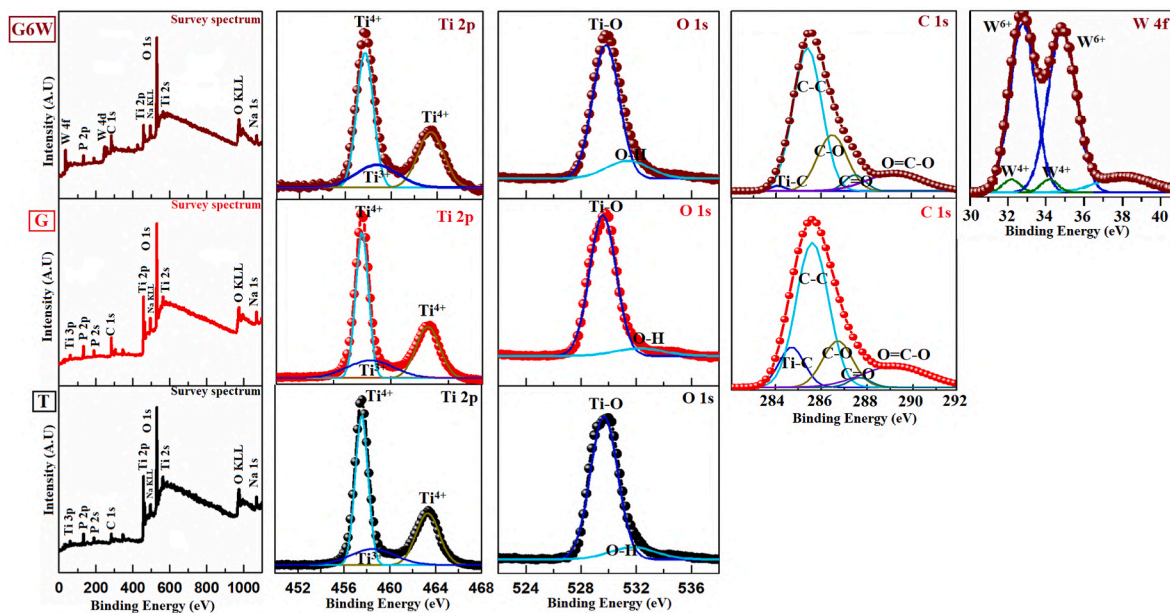 G6W
Survey spectrum
Intensity (A.U)
W 4f
P 2p
W 4d
C 1s
Ti 2p
Na KLL
O 1s
Ti 2s
O KLL
Na 1s
Ti⁴⁺
Ti 2p
Ti³⁺
Ti⁴⁺
Ti-O
O 1s
O-H
C 1s
C-C
C-O
Ti-C
C=O
O=C-O
W⁶⁺
W⁶⁺
W 4f
W⁴⁺
W⁴⁺
30 32 34 36 38 40
Binding Energy (eV)
G
Survey spectrum
Intensity (A.U)
Ti 3p
P 2p
P 2s
C 1s
Ti 2p
Na KLL
O 1s
Ti 2s
O KLL
Na 1s
Ti⁴⁺
Ti 2p
Ti³⁺
Ti⁴⁺
Ti-O
O 1s
O-H
C 1s
C-C
Ti-C
C-O
C=O
O=C-O
284 286 288 290 292
Binding Energy (eV)
T
Survey spectrum
Intensity (A.U)
Ti 3p
P 2p
P 2s
C 1s
Ti 2p
Na KLL
O 1s
Ti 2s
O KLL
Na 1s
0 200 400 600 800 1000
Binding Energy (eV)
Ti⁴⁺
Ti 2p
Ti³
Ti⁴⁺
452 456 460 464 468
Binding Energy (eV)
Ti-O
O 1s
O-H
524 528 532 536
Binding Energy (eV)